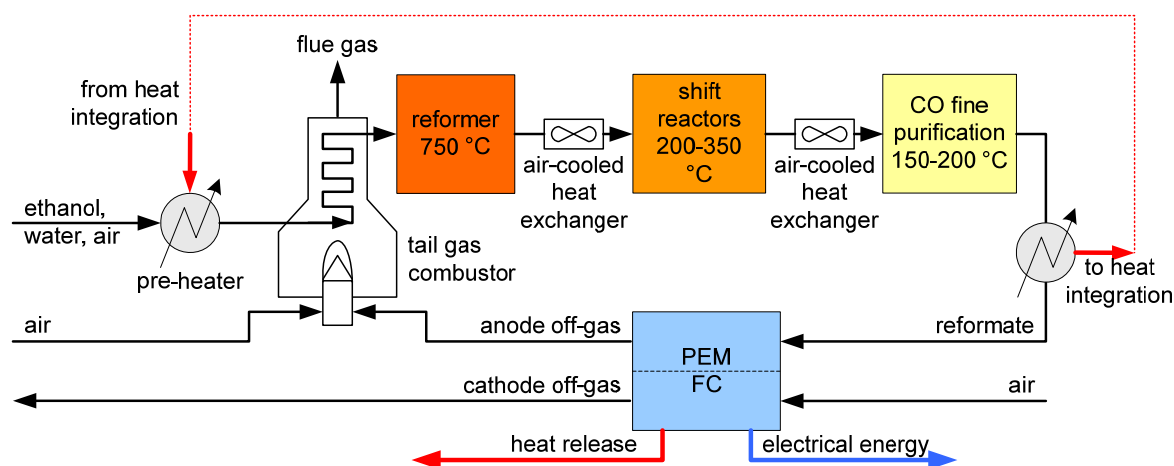 flue gas
from heat
integration
reformer
750 °C
shift
reactors
200-350
°C
CO fine
purification
150-200 °C
air-cooled
heat
exchanger
air-cooled
heat
exchanger
ethanol,
water, air
pre-heater
tail gas
combustor
to heat
integration
air
anode off-gas
PEM
FC
reformate
cathode off-gas
air
heat release
electrical energy